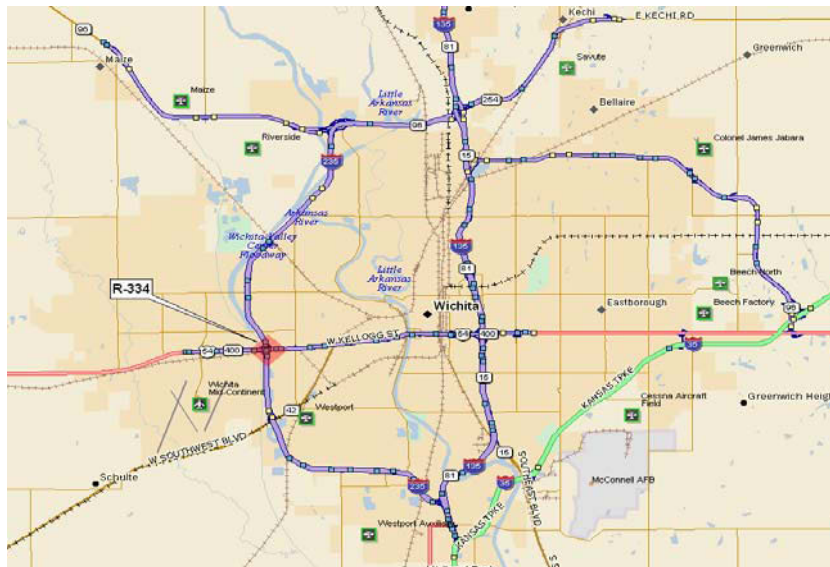 96
135
Kechi
E KECHI RD
81
Greenwich
Maize
Savute
Maize
Little
Arkansas
River
254
Bellaire
96
Riverside
Colonel James Jabara
235
15
Arkansas
River
Wichita-Valley
Center
Floodway
135
Little
Arkansas
River
81
Beech North
R-334
Wichita
Eastborough
96
Beech Factory
W. KELLOGG ST
54
400
54
400
35
KANSAS TPKE
Wichita
Mid-Continent
15
42
Westport
Cessna Aircraft
Field
Greenwich Heigh
W SOUTHWEST BLVD
15
Schulte
135
SOUTHEAST BLVD
81
235
35
McConnell AFB
Westport Auxiliary
KANSAS TPKE
S S